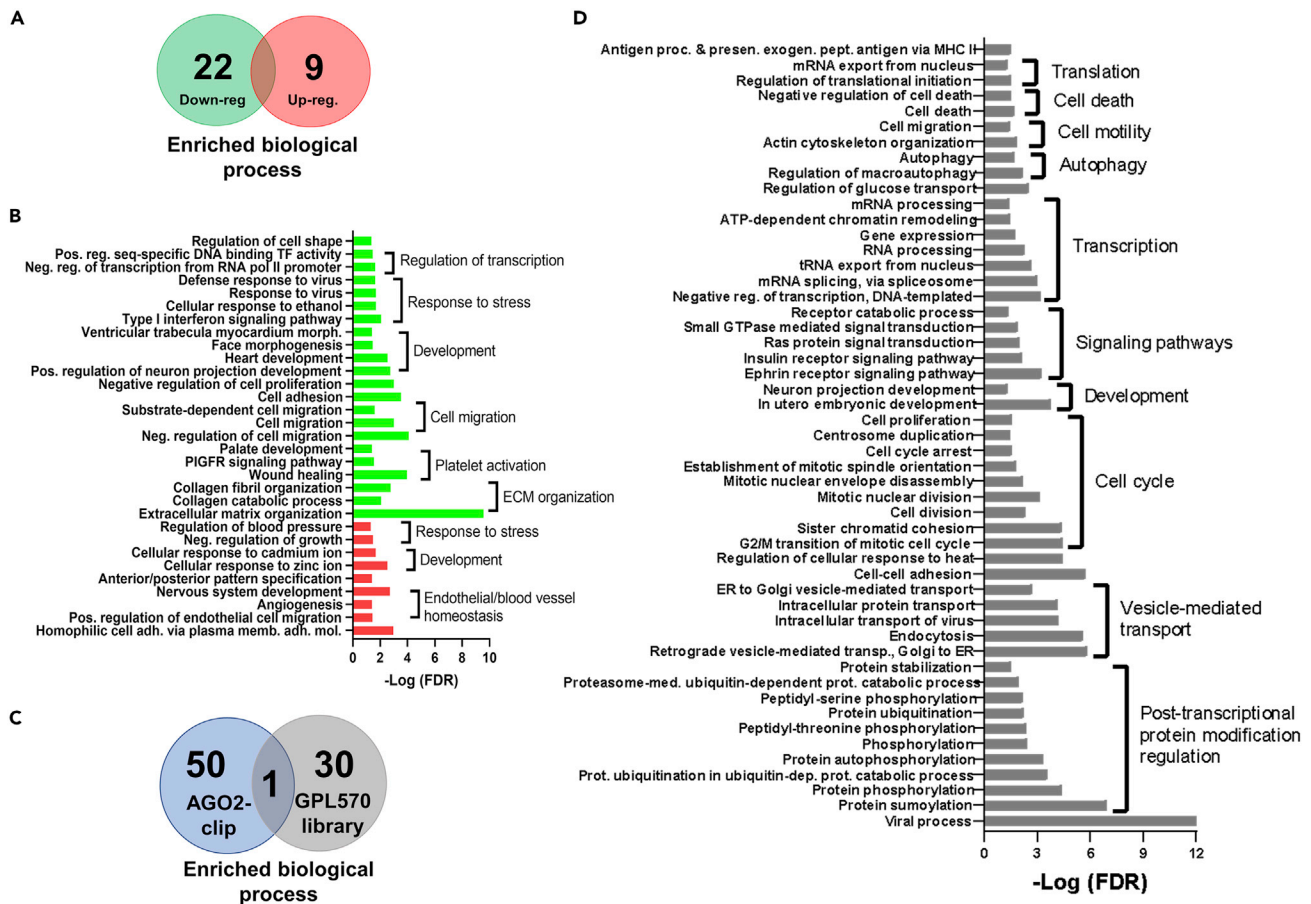 A
22
Down-reg
9
Up-reg.
Enriched biological
process
B
Regulation of cell shape
Pos. reg. seq-specific DNA binding TF activity
Neg. reg. of transcription from RNA pol II promoter
Defense response to virus
Response to virus
Cellular response to ethanol
Type I interferon signaling pathway
Ventricular trabecula myocardium morph.
Face morphogenesis
Heart development
Pos. regulation of neuron projection development
Negative regulation of cell proliferation
Cell adhesion
Substrate-dependent cell migration
Cell migration
Neg. regulation of cell migration
Palate development
PlGFR signaling pathway
Wound healing
Collagen fibril organization
Collagen catabolic process
Extracellular matrix organization
Regulation of blood pressure
Neg. regulation of growth
Cellular response to cadmium ion
Cellular response to zinc ion
Anterior/posterior pattern specification
Nervous system development
Angiogenesis
Pos. regulation of endothelial cell migration
Homophilic cell adh. via plasma memb. adh. mol.
Regulation of transcription
Response to stress
Development
Cell migration
Platelet activation
ECM organization
Response to stress
Development
Endothelial/blood vessel
homeostasis
0 2 4 6 8 10
-Log (FDR)
C
50
AGO2-
clip
1
30
GPL570
library
Enriched biological
process
D
Antigen proc. & presen. exogen. pept. antigen via MHC II
mRNA export from nucleus
Regulation of translational initiation
Negative regulation of cell death
Cell death
Cell migration
Actin cytoskeleton organization
Autophagy
Regulation of macroautophagy
Regulation of glucose transport
mRNA processing
ATP-dependent chromatin remodeling
Gene expression
RNA processing
tRNA export from nucleus
mRNA splicing, via spliceosome
Negative reg. of transcription, DNA-templated
Receptor catabolic process
Small GTPase mediated signal transduction
Ras protein signal transduction
Insulin receptor signaling pathway
Ephrin receptor signaling pathway
Neuron projection development
In utero embryonic development
Cell proliferation
Centrosome duplication
Cell cycle arrest
Establishment of mitotic spindle orientation
Mitotic nuclear envelope disassembly
Mitotic nuclear division
Cell division
Sister chromatid cohesion
G2/M transition of mitotic cell cycle
Regulation of cellular response to heat
Cell-cell adhesion
ER to Golgi vesicle-mediated transport
Intracellular protein transport
Intracellular transport of virus
Endocytosis
Retrograde vesicle-mediated transp., Golgi to ER
Protein stabilization
Proteasome-med. ubiquitin-dependent prot. catabolic process
Peptidyl-serine phosphorylation
Protein ubiquitination
Peptidyl-threonine phosphorylation
Phosphorylation
Protein autophosphorylation
Prot. ubiquitination in ubiquitin-dep. prot. catabolic process
Protein phosphorylation
Protein sumoylation
Viral process
Translation
Cell death
Cell motility
Autophagy
Transcription
Signaling pathways
Development
Cell cycle
Vesicle-mediated
transport
Post-transcriptional
protein modification
regulation
0 3 6 9 12
-Log (FDR)